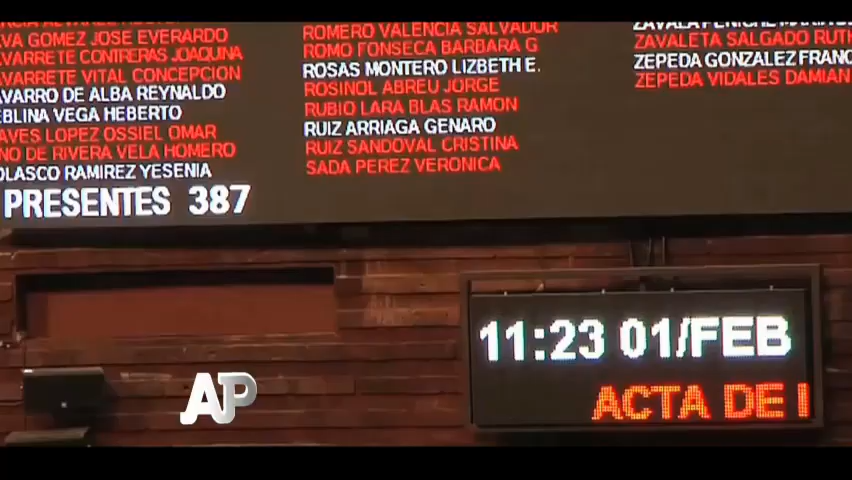 AVA GOMEZ JOSE EVERARDO
AVARRETE CONTRERAS JOAQUINA
AVARRETE VITAL CONCEPCION
AVARRO DE ALBA REYNALDO
EBLINA VEGA HEBERTO
AVES LOPEZ OSSIEL OMAR
NO DE RIVERA VELA HOMERO
OLASCO RAMIREZ YESENIA
PRESENTES 387
ROMERO VALENCIA SALVADOR
ROMO FONSECA BARBARA G
ROSAS MONTERO LIZBETH E.
ROSINOL ABREU JORGE
RUBIO LARA BLAS RAMON
RUIZ ARRIAGA GENARO
RUIZ SANDOVAL CRISTINA
SADA PEREZ VERONICA
ZAVALETA SALGADO RUTH
ZEPEDA GONZALEZ FRANC
ZEPEDA VIDALES DAMIAN
11:23 01/FEB
ACTA DE
AP